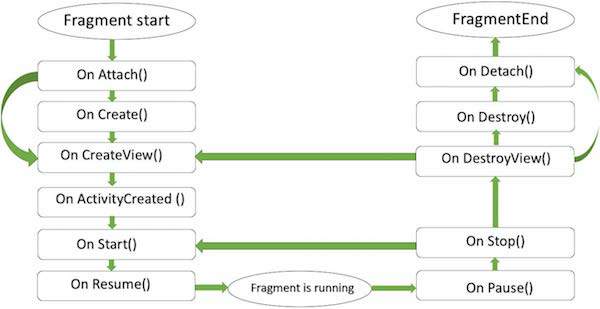 Fragment start
On Attach()
On Create()
On CreateView()
On ActivityCreated ()
On Start()
On Resume()
Fragment is running
On Pause()
On Stop()
On DestroyView()
On Destroy()
On Detach()
FragmentEnd